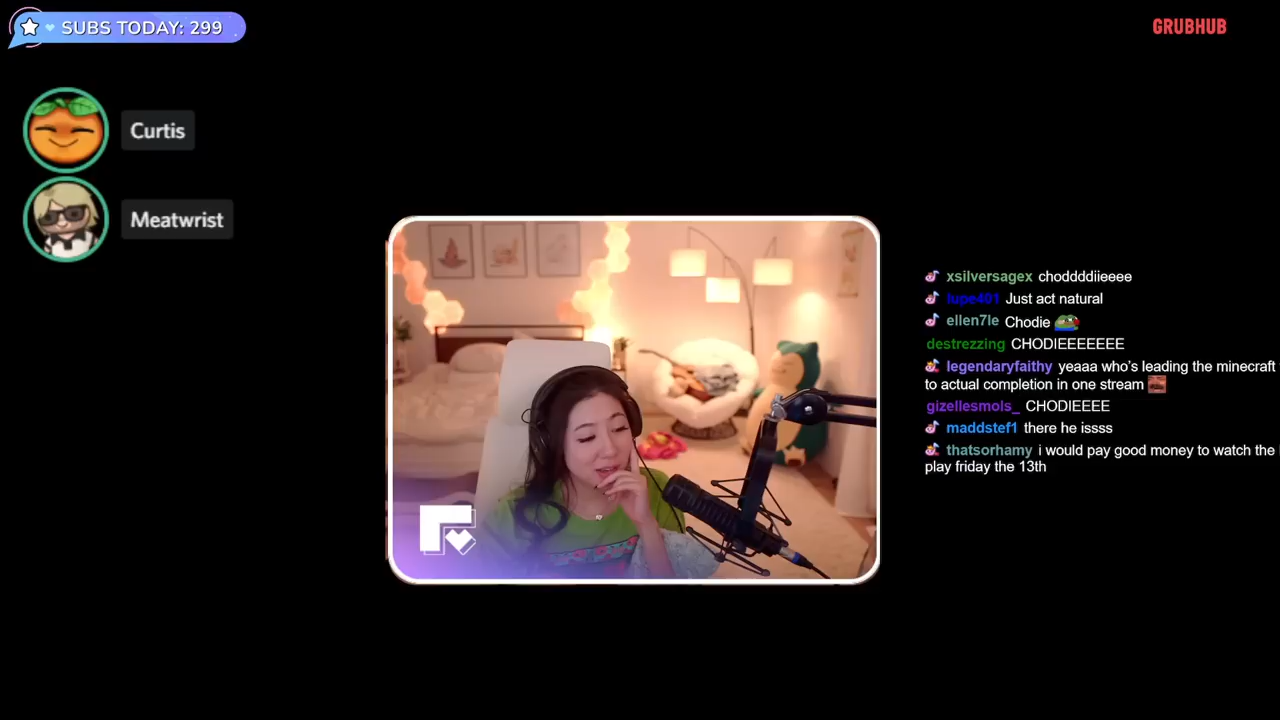 SUBS TODAY: 299
GRUBHUB
Curtis
Meatwrist
xsilversagex choddddiieeee
lupe401 Just act natural
ellen7le Chodie
destrezzing CHODIEEEEEEE
legendaryfaithy yeaaa who's leading the minecraft
to actual completion in one stream
gizellesmols_ CHODIEEEE
maddstef1 there he issss
thatsorhamy i would pay good money to watch the
play friday the 13th